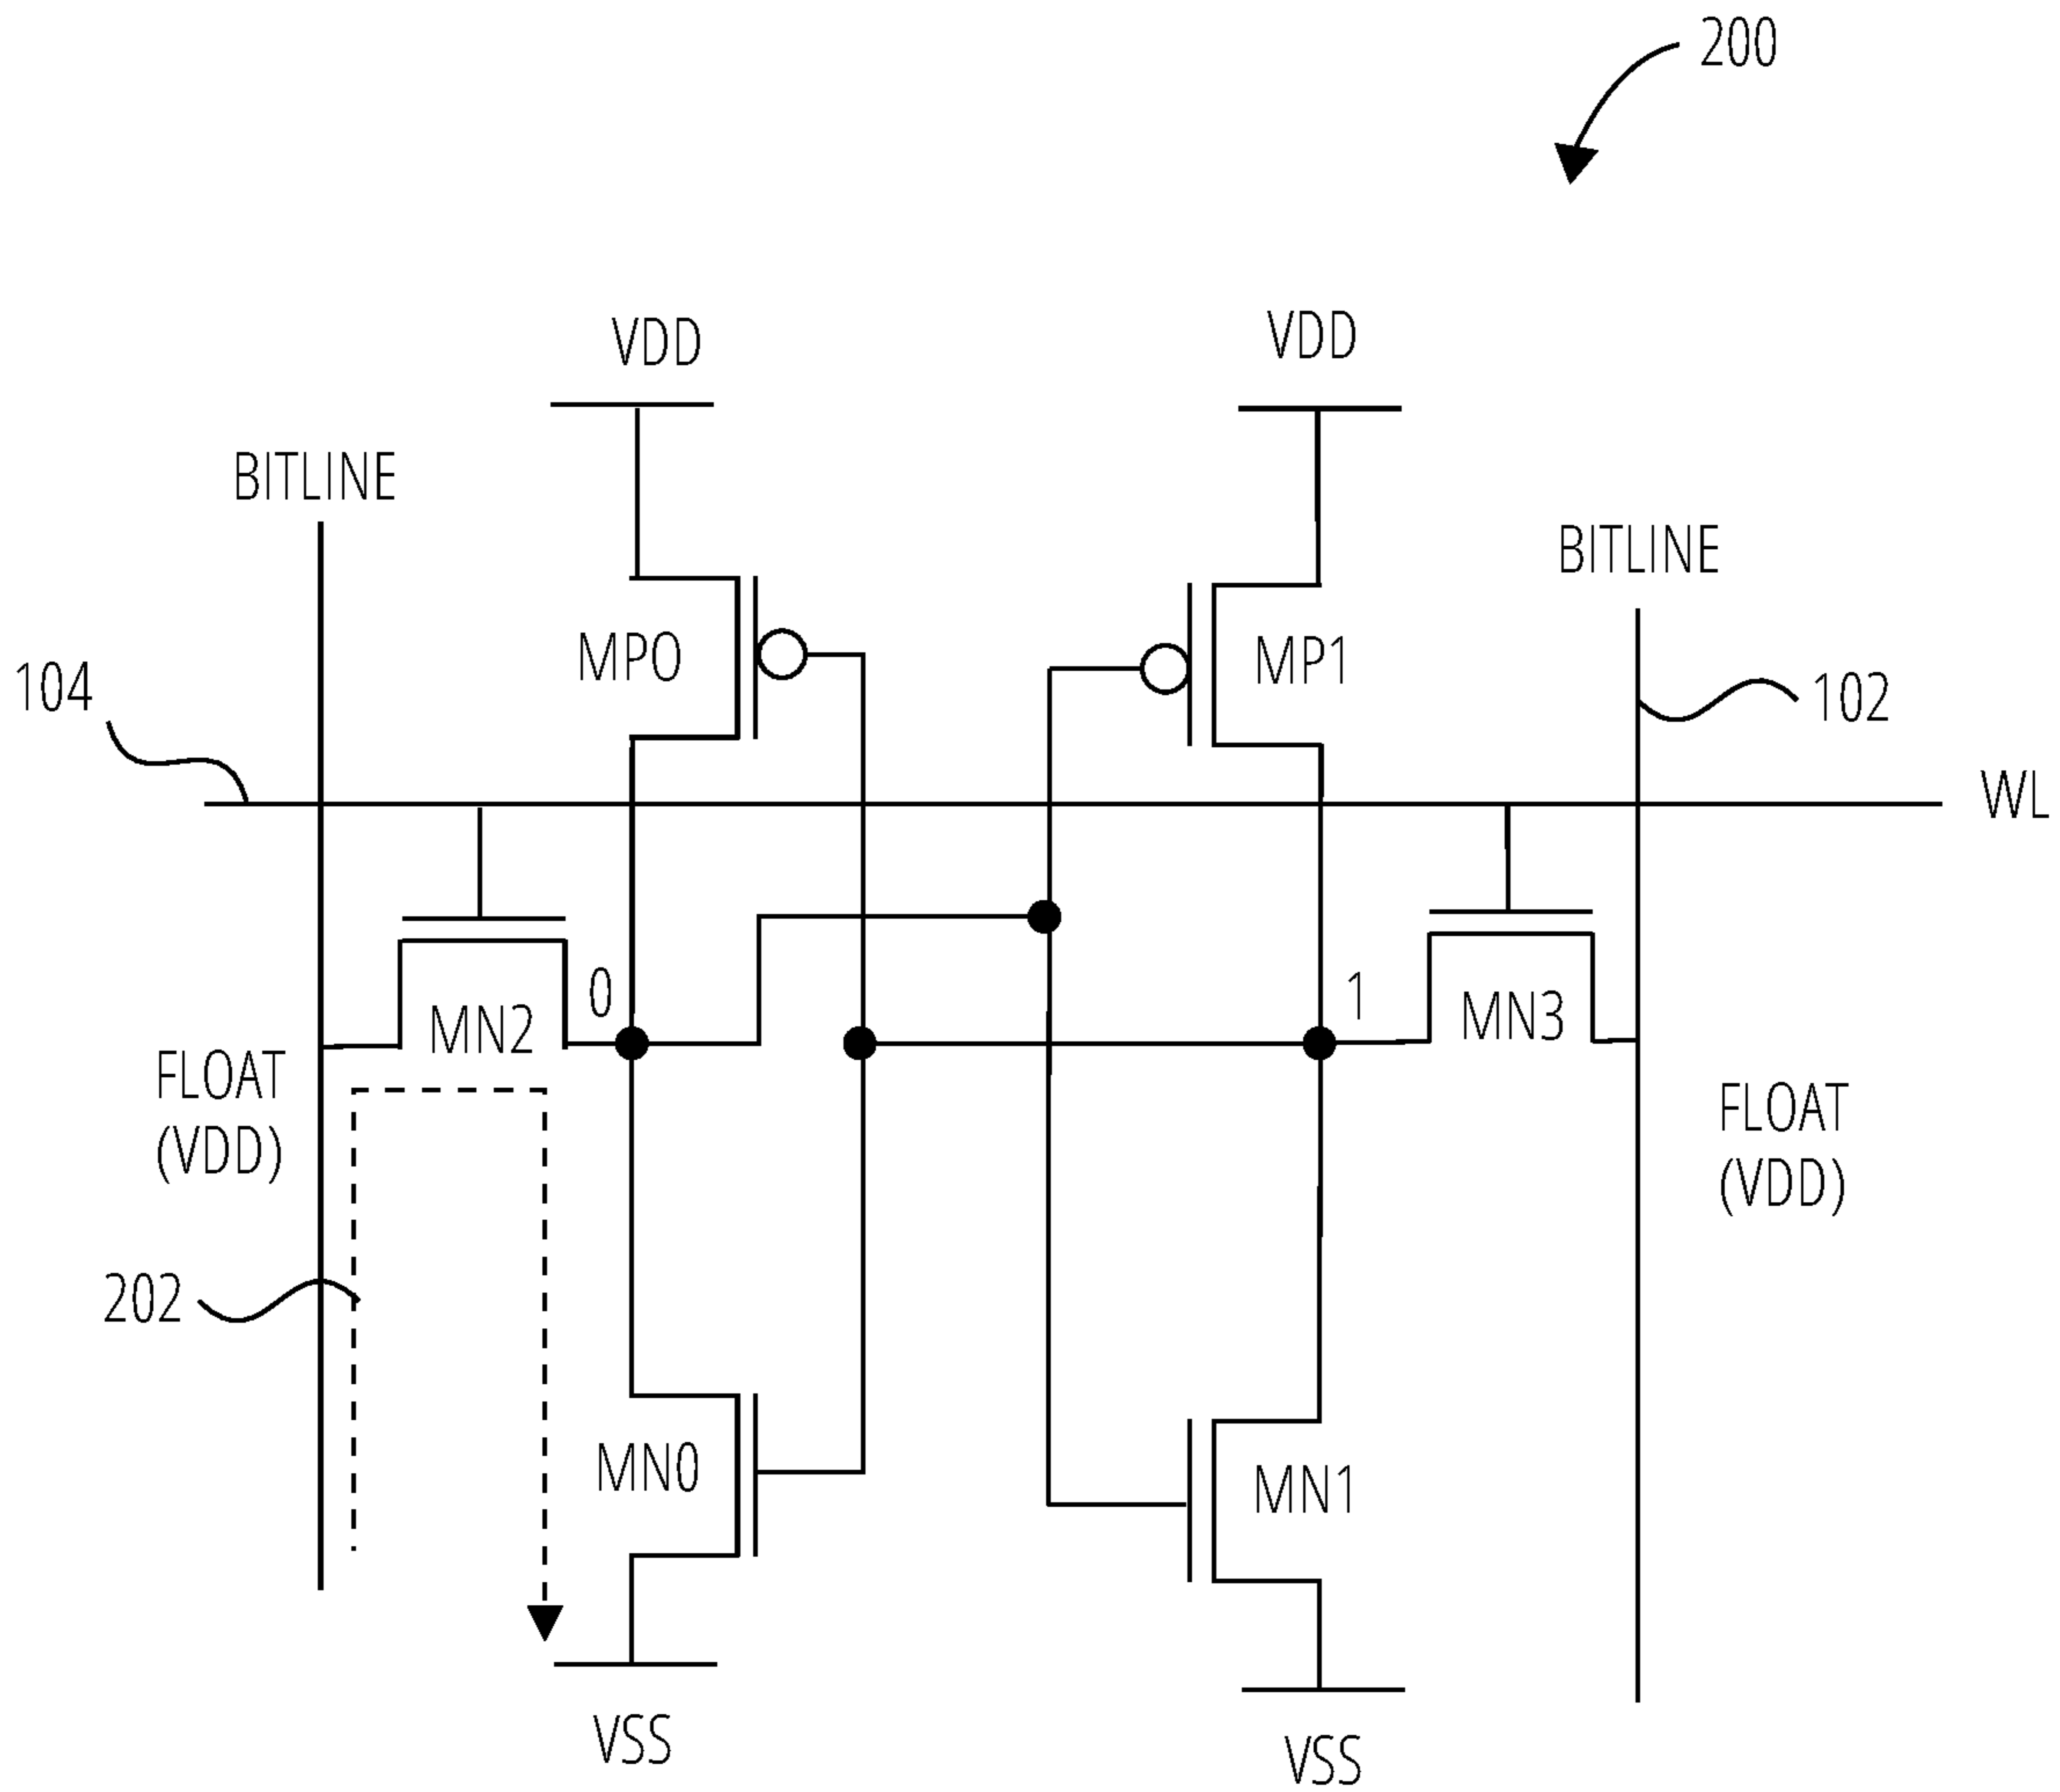 200
VDD
VDD
BITLINE
BITLINE
MP0
MP1
104
102
WL
0
1
MN2
MN3
FLOAT
(VDD)
FLOAT
(VDD)
202
MN0
MN1
VSS
VSS